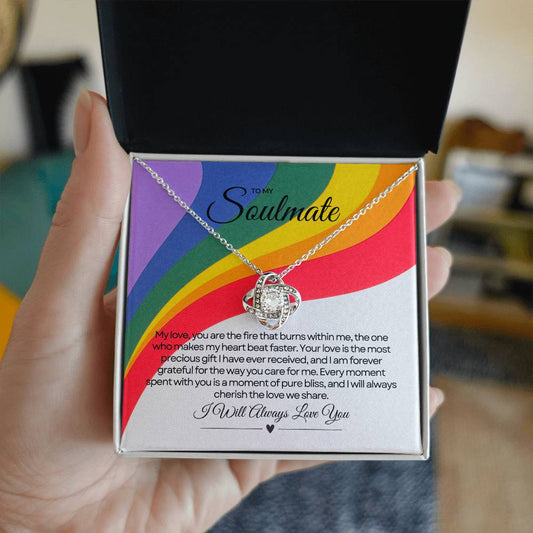 TO MY
Soulmate
My love, you are the fire that burns within me, the one
who makes my heart beat faster. Your love is the most
precious gift I have ever received, and I am forever
grateful for the way you care for me. Every moment
spent with you is a moment of pure bliss, and I will always
cherish the love we share.
I Will Always Love You